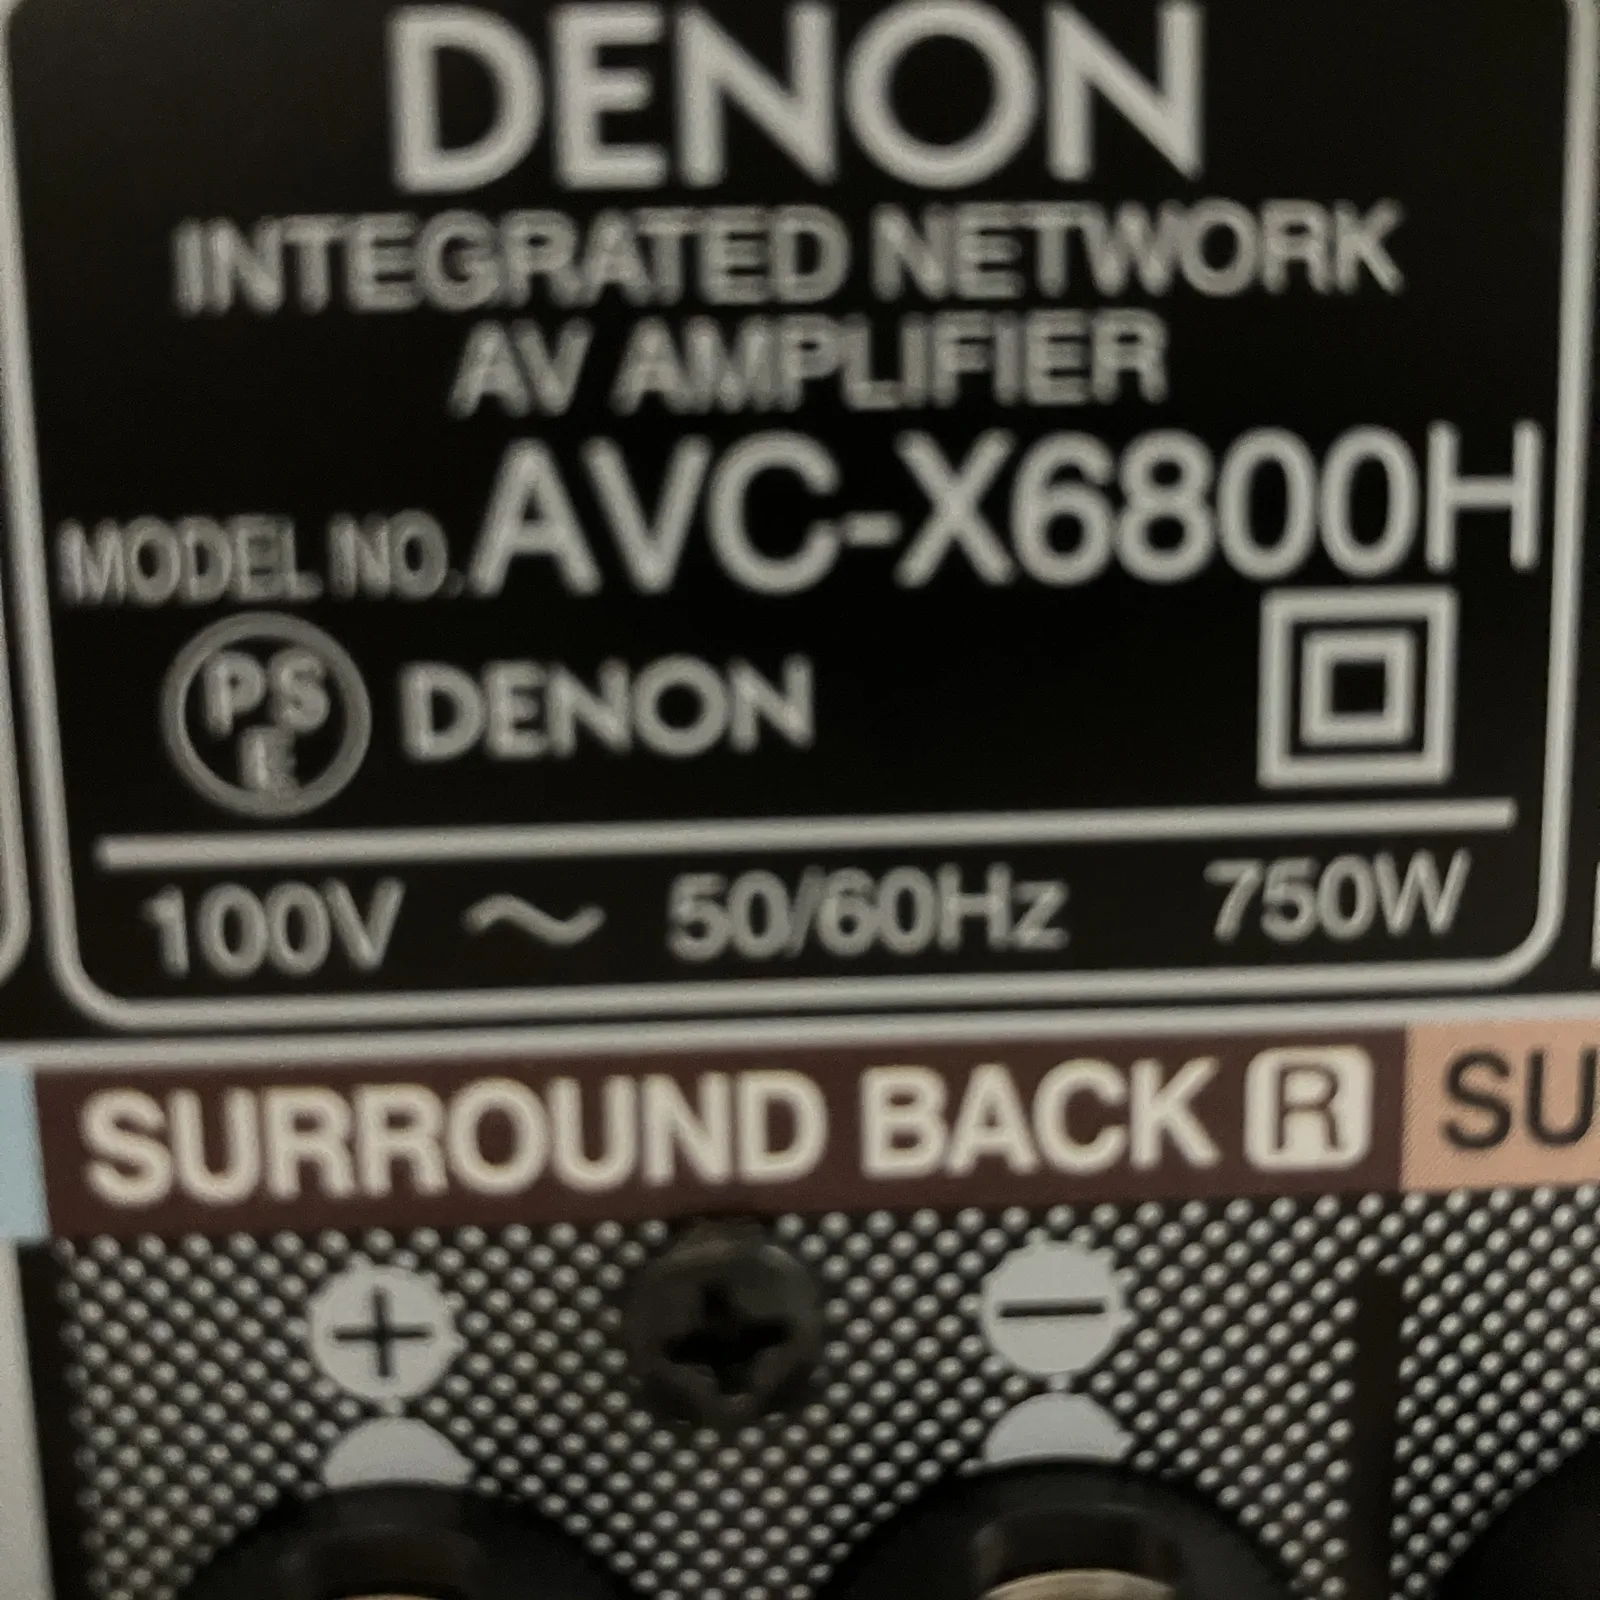 DENON
INTEGRATED NETWORK
AV AMPLIFIER
MODEL NO. AVC-X6800H
PS E DENON
100V ~ 50/60Hz 750W
SURROUND BACK R SU
+ −